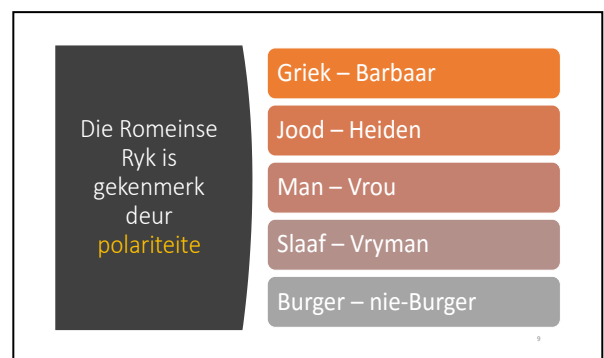 Die Romeinse
Ryk is
gekenmerk
deur
polariteite
Griek – Barbaar
Jood – Heiden
Man – Vrou
Slaaf – Vryman
Burger – nie-Burger
9